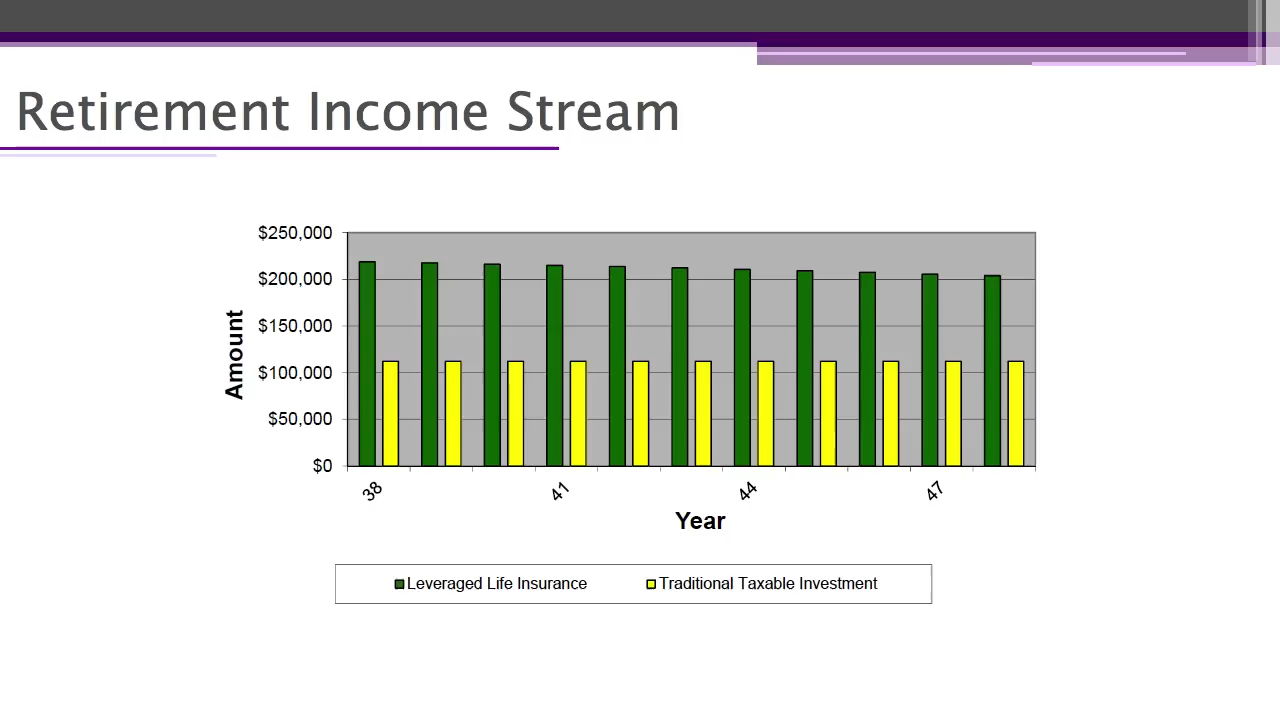 Retirement Income Stream
$250,000
$200,000
$150,000
$100,000
$50,000
$0
Amount
38
41
44
47
Year
Leveraged Life Insurance
Traditional Taxable Investment